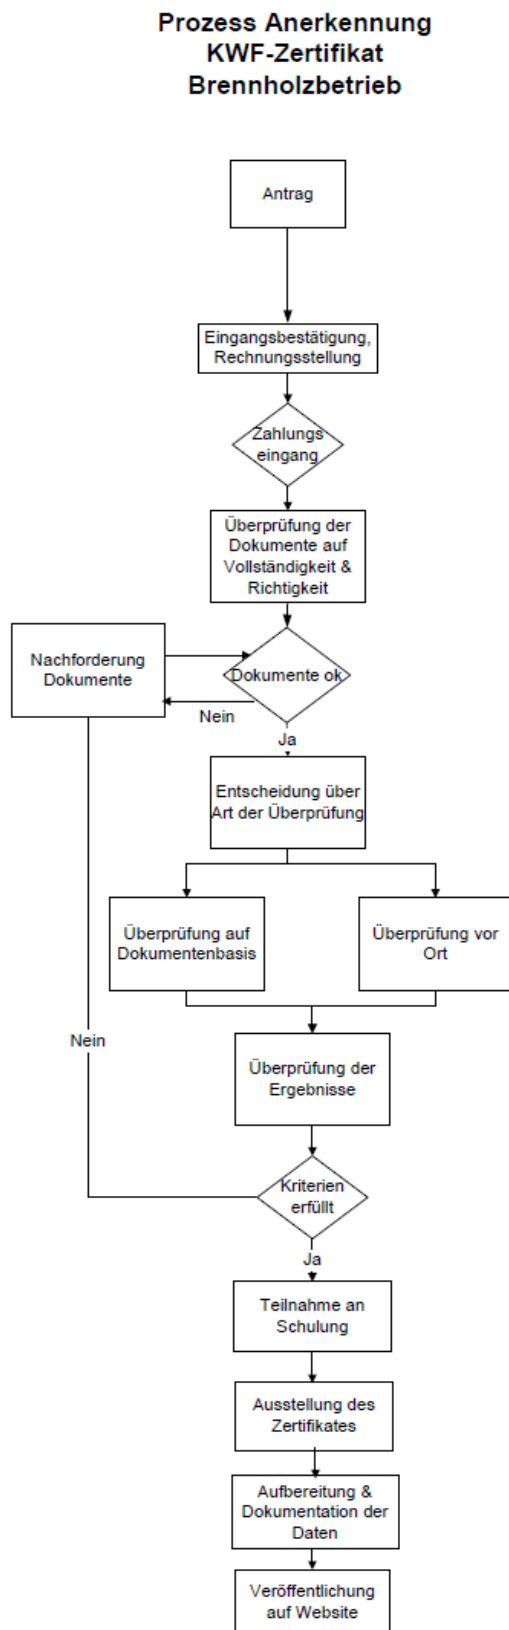 Prozess Anerkennung
KWF-Zertifikat
Brennholzbetrieb
Antrag
Eingangsbestätigung,
Rechnungsstellung
Zahlungs
eingang
Überprüfung der
Dokumente auf
Vollständigkeit &
Richtigkeit
Nachforderung
Dokumente
Dokumente ok
Nein
Ja
Entscheidung über
Art der Überprüfung
Überprüfung auf
Dokumentenbasis
Überprüfung vor
Ort
Nein
Überprüfung der
Ergebnisse
Kriterien
erfüllt
Ja
Teilnahme an
Schulung
Ausstellung des
Zertifikates
Aufbereitung &
Dokumentation der
Daten
Veröffentlichung
auf Website